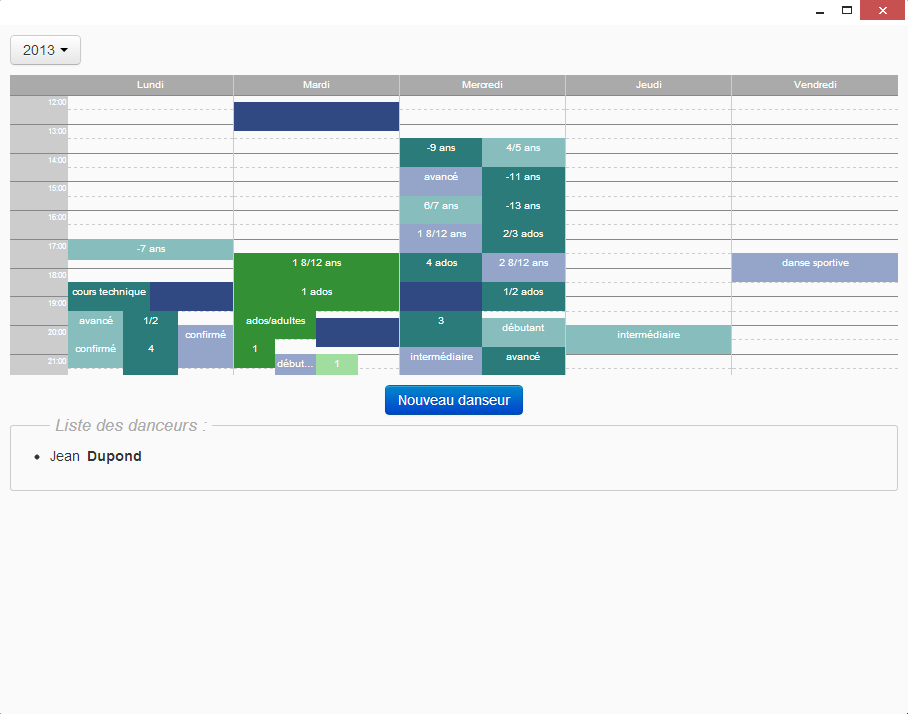 2013
Lundi Mardi Mercredi Jeudi Vendredi
12:00
13:00
-9 ans 4/5 ans
14:00
avancé -11 ans
15:00
6/7 ans -13 ans
16:00
1 8/12 ans 2/3 ados
17:00
-7 ans
1 8/12 ans 4 ados 2 8/12 ans danse sportive
18:00
cours technique 1 ados 1/2 ados
19:00
avancé 1/2 ados/adultes 3
20:00
confirmé débutant intermédiaire
confirmé 4 1 intermédiaire avancé
21:00
début... 1
Nouveau danseur
Liste des danceurs :
• Jean Dupond